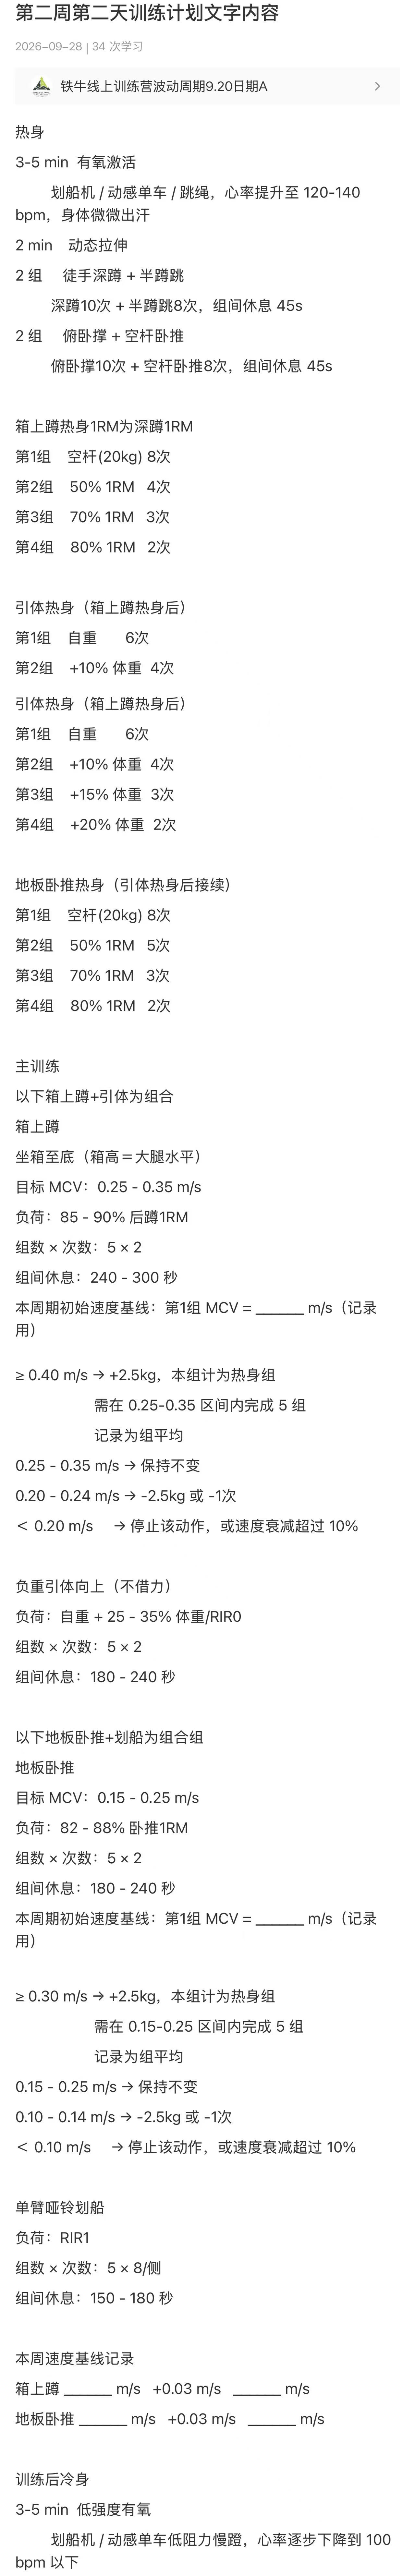 第二周第二天训练计划文字内容
2026-09-28 | 34 次学习
铁牛线上训练营波动周期9.20日期A
热身
3-5 min 有氧激活
划船机 / 动感单车 / 跳绳，心率提升至 120-140
bpm，身体微微出汗
2 min 动态拉伸
2 组 徒手深蹲 + 半蹲跳
深蹲10次 + 半蹲跳8次，组间休息 45s
2 组 俯卧撑 + 空杆卧推
俯卧撑10次 + 空杆卧推8次，组间休息 45s
箱上蹲热身1RM为深蹲1RM
第1组 空杆(20kg) 8次
第2组 50% 1RM 4次
第3组 70% 1RM 3次
第4组 80% 1RM 2次
引体热身（箱上蹲热身后）
第1组 自重 6次
第2组 +10% 体重 4次
引体热身（箱上蹲热身后）
第1组 自重 6次
第2组 +10% 体重 4次
第3组 +15% 体重 3次
第4组 +20% 体重 2次
地板卧推热身（引体热身后接续）
第1组 空杆(20kg) 8次
第2组 50% 1RM 5次
第3组 70% 1RM 3次
第4组 80% 1RM 2次
主训练
以下箱上蹲+引体为组合
箱上蹲
坐箱至底（箱高＝大腿水平）
目标 MCV：0.25 - 0.35 m/s
负荷：85 - 90% 后蹲1RM
组数 × 次数：5 × 2
组间休息：240 - 300 秒
本周期初始速度基线：第1组 MCV = ______ m/s（记录
用）
≥ 0.40 m/s → +2.5kg，本组计为热身组
需在 0.25-0.35 区间内完成 5 组
记录为组平均
0.25 - 0.35 m/s → 保持不变
0.20 - 0.24 m/s → -2.5kg 或 -1次
＜ 0.20 m/s → 停止该动作，或速度衰减超过 10%
负重引体向上（不借力）
负荷：自重 + 25 - 35% 体重/RIR0
组数 × 次数：5 × 2
组间休息：180 - 240 秒
以下地板卧推+划船为组合组
地板卧推
目标 MCV：0.15 - 0.25 m/s
负荷：82 - 88% 卧推1RM
组数 × 次数：5 × 2
组间休息：180 - 240 秒
本周期初始速度基线：第1组 MCV = ______ m/s（记录
用）
≥ 0.30 m/s → +2.5kg，本组计为热身组
需在 0.15-0.25 区间内完成 5 组
记录为组平均
0.15 - 0.25 m/s → 保持不变
0.10 - 0.14 m/s → -2.5kg 或 -1次
＜ 0.10 m/s → 停止该动作，或速度衰减超过 10%
单臂哑铃划船
负荷：RIR1
组数 × 次数：5 × 8/侧
组间休息：150 - 180 秒
本周速度基线记录
箱上蹲 ______ m/s +0.03 m/s ______ m/s
地板卧推 ______ m/s +0.03 m/s ______ m/s
训练后冷身
3-5 min 低强度有氧
划船机 / 动感单车低阻力慢蹬，心率逐步下降到 100
bpm 以下